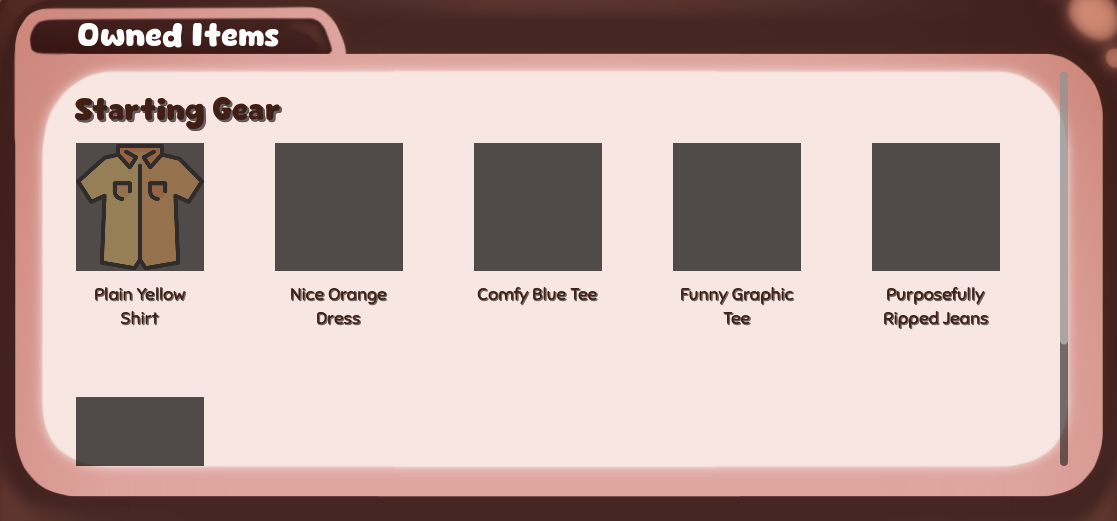 Owned Items
Starting Gear
Plain Yellow
Shirt
Nice Orange
Dress
Comfy Blue Tee
Funny Graphic
Tee
Purposefully
Ripped Jeans